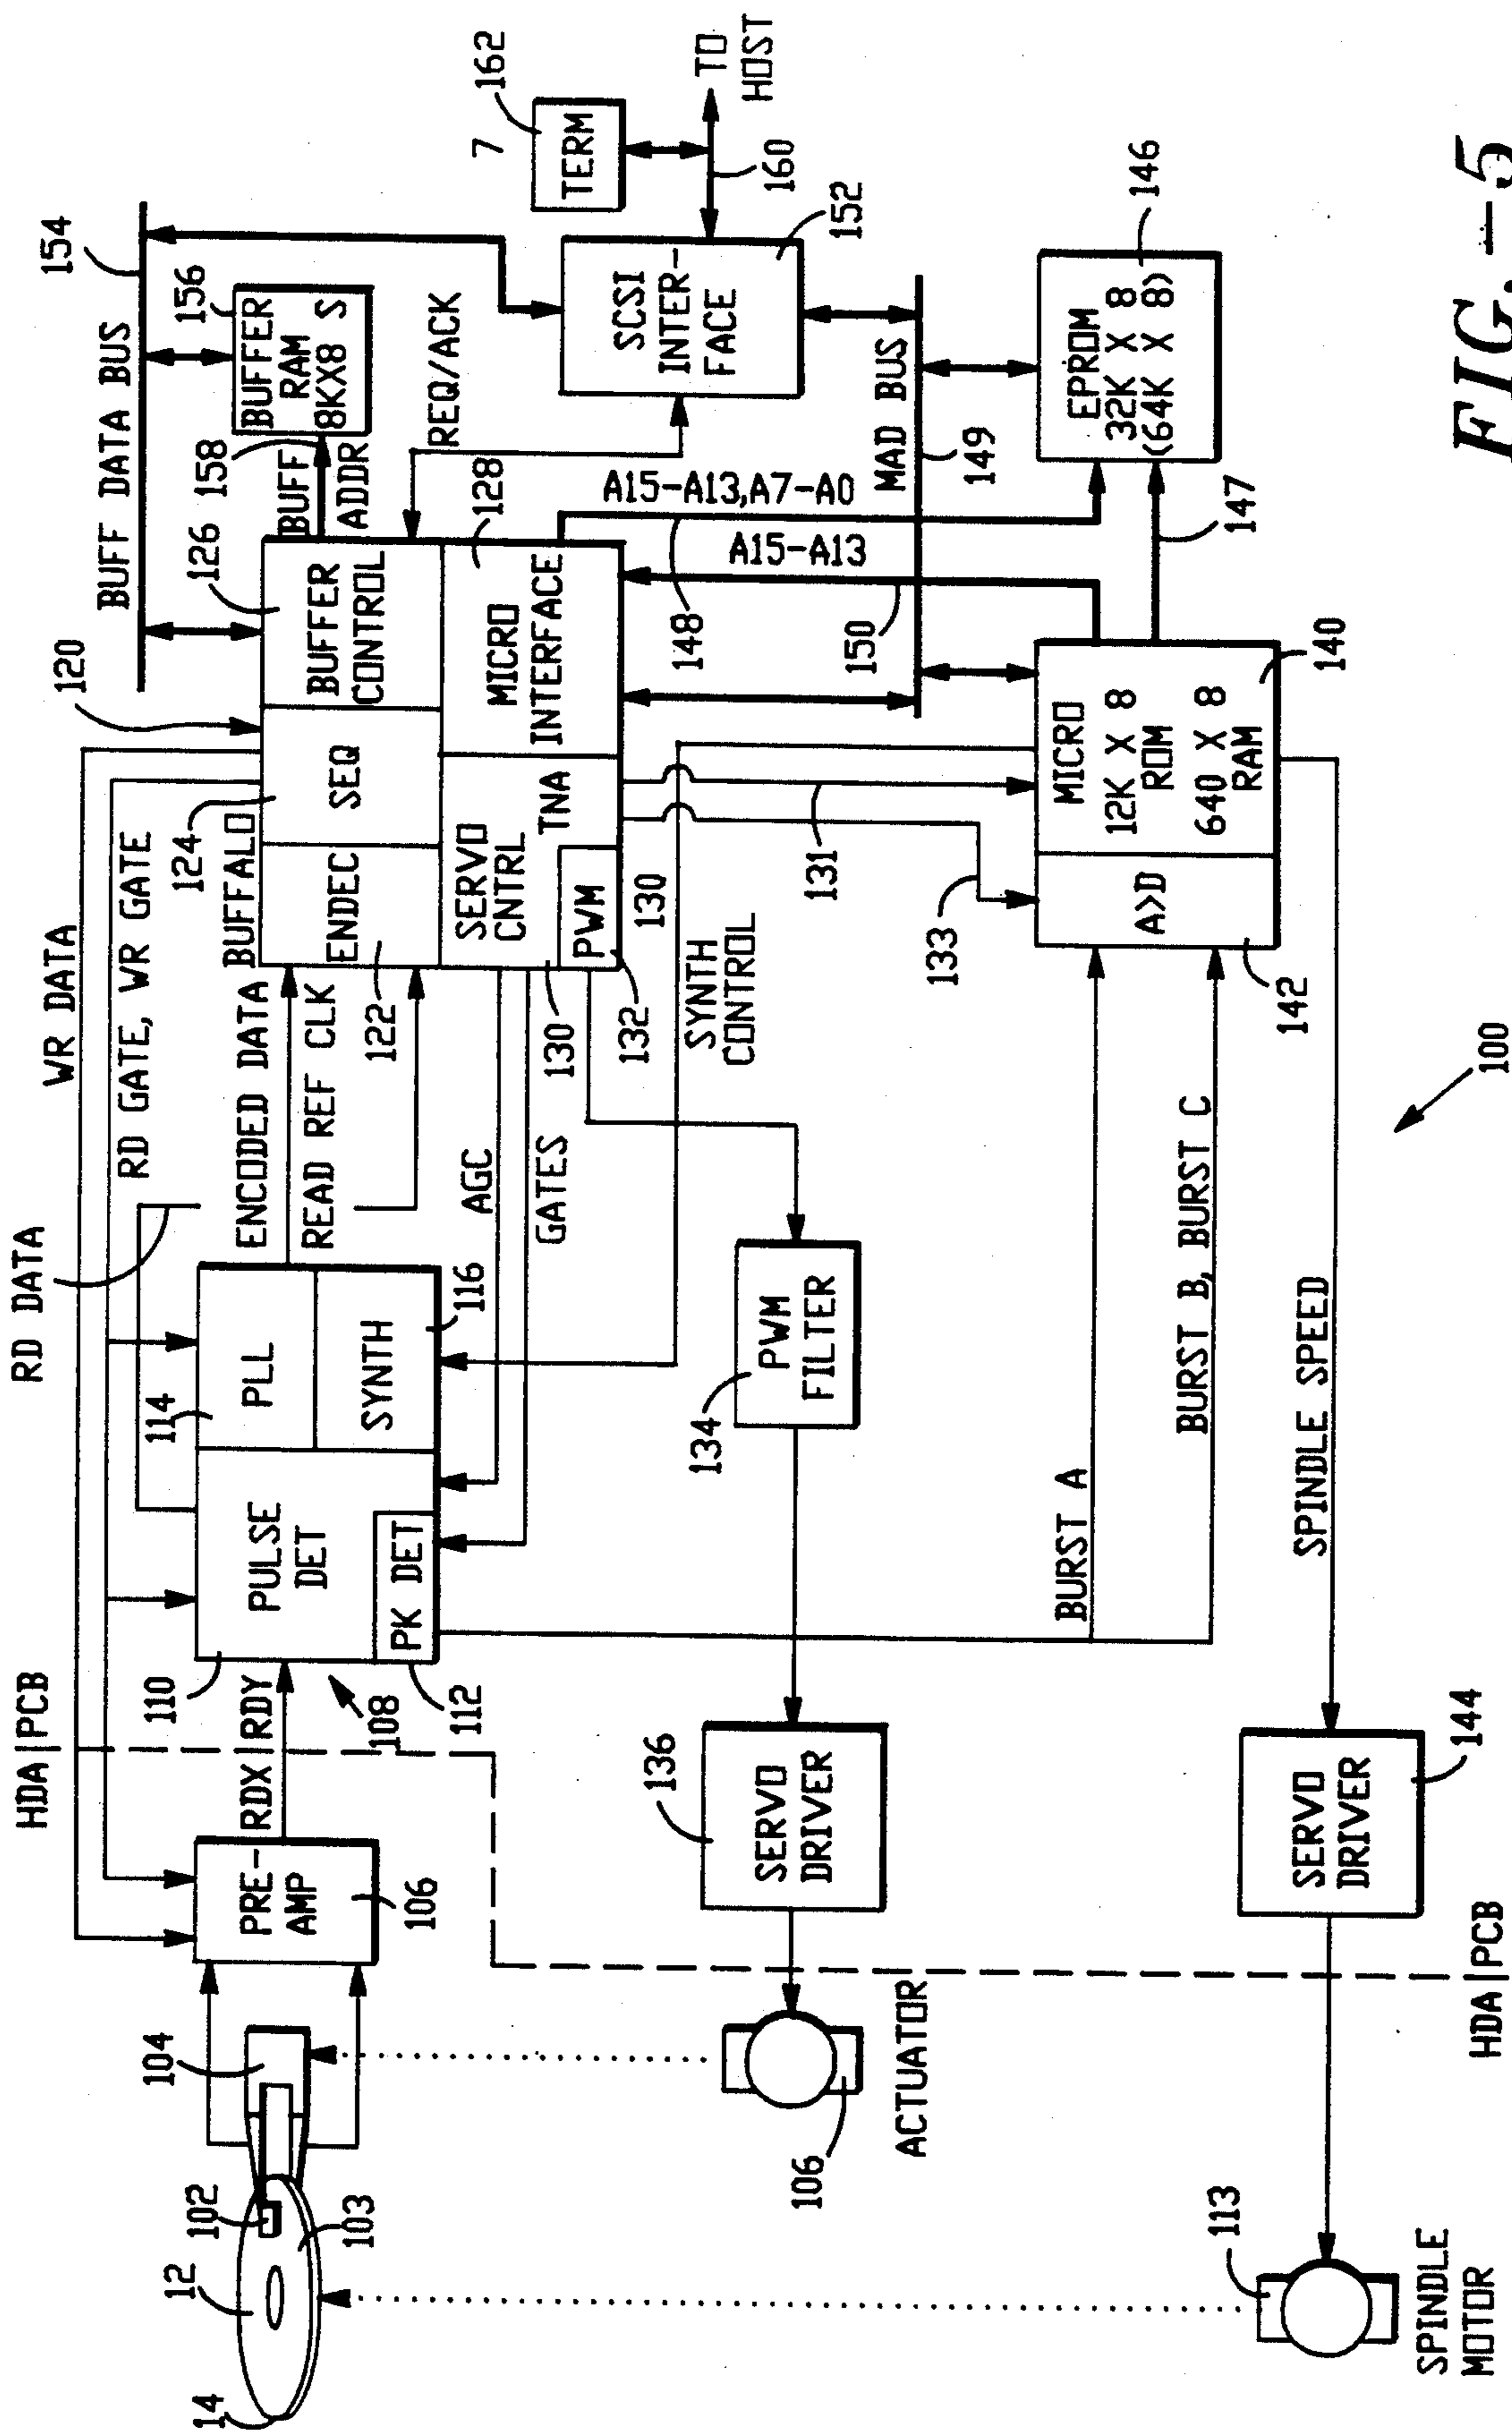 HDA|PCB
RD DATA
WR DATA
RD GATE, WR GATE
BUFF DATA BUS
154
14
12
102
103
104
PRE-
AMP
106
RDX|RDY
108
110
PULSE
DET
PK DET
112
114
PLL
SYNTH
116
ENCODED DATA
READ REF CLK
AGC
GATES
BUFFALO
120
122
ENDEC
124
SEQ
126
BUFFER
CONTROL
SERVO
CNTRL
TNA
MICRO
INTERFACE
128
130
PWM
132
130
SYNTH
CONTROL
BUFF
ADDR
158
156
BUFFER
RAM
8KX8 S
REQ/ACK
SCSI
INTER-
FACE
152
7
162
TERM
160
TO
HOST
A15-A13,A7-A0
148
A15-A13
150
MAD BUS
149
131
133
134
PWM
FILTER
136
SERVO
DRIVER
106
ACTUATOR
BURST A
BURST B, BURST C
SPINDLE SPEED
142
A>D
MICRO
12K X 8
ROM
640 X 8
RAM
140
147
EPROM
32K X 8
(64K X 8)
146
113
SPINDLE
MOTOR
SERVO
DRIVER
144
HDA|PCB
100
FIG. -5